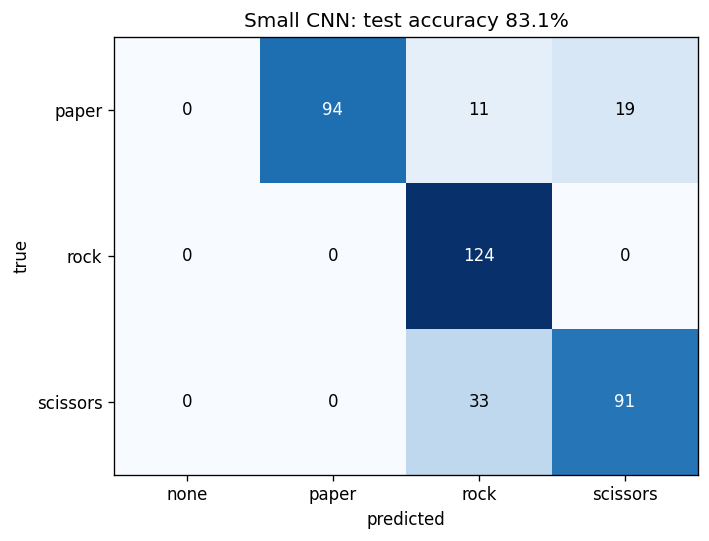 Small CNN: test accuracy 83.1%
paper 0 94 11 19
rock 0 0 124 0
scissors 0 0 33 91
none paper rock scissors
predicted
true